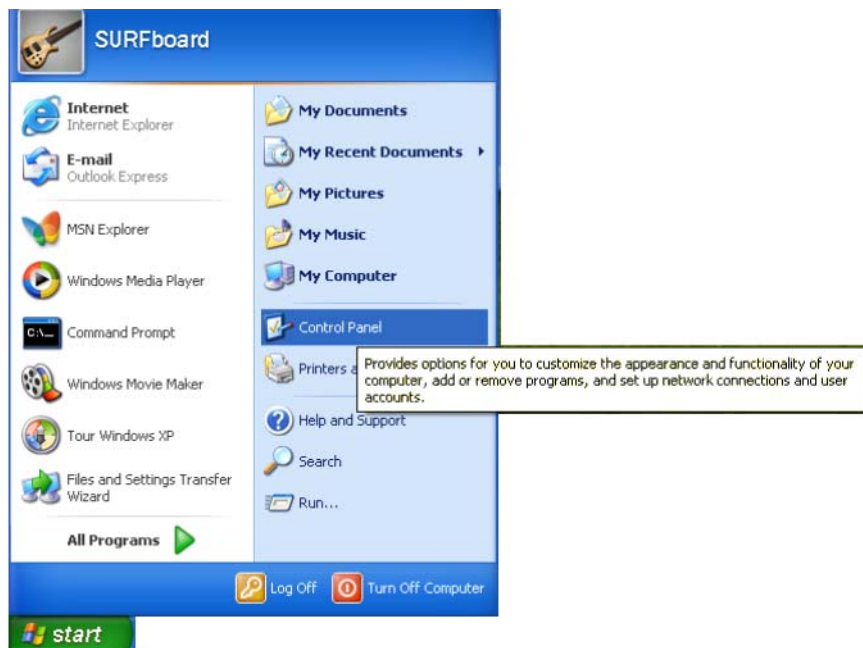 SURFboard
Internet
Internet Explorer
E-mail
Outlook Express
MSN Explorer
Windows Media Player
C:\_
Command Prompt
Windows Movie Maker
Tour Windows XP
Files and Settings Transfer
Wizard
All Programs
My Documents
My Recent Documents
My Pictures
My Music
My Computer
Control Panel
Provides options for you to customize the appearance and functionality of your
computer, add or remove programs, and set up network connections and user
accounts.
Printers
Help and Support
Search
Run...
Log Off
Turn Off Computer
start